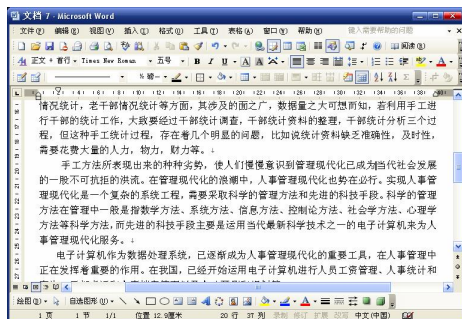 文档 7 - Microsoft Word
文件(F) 编辑(E) 视图(V) 插入(I) 格式(O) 工具(T) 表格(A) 窗口(W) 帮助(H) 键入需要帮助的问题
正文 + 首行 Times New Roman 五号 B I U A A
情况统计，老干部情况统计等方面，其涉及的面之广，数据量之大可想而知，若利用手工进
行干部的统计工作，大致要经过干部统计调查，干部统计资料的整理，干部统计分析三个过
程，但这种手工统计过程，存在着几个明显的问题，比如说统计资料缺乏准确性，及时性，
需要花费大量的人力，物力，财力等。
手工方法所表现出来的种种劣势，使人们慢慢意识到管理现代化已成为当代社会发展
的一股不可抗拒的洪流。在管理现代化的浪潮中，人事管理现代化也势在必行。实现人事管
理现代化是一个复杂的系统工程，需要采取科学的管理方法和先进的科技手段。科学的管理
方法在管理中一般是指数学方法、系统方法、信息方法、控制论方法、社会学方法、心理学
方法等科学方法，而先进的科技手段主要是运用当代最新科学技术之一的电子计算机来为人
事管理现代化服务。
电子计算机作为数据处理系统，已逐渐成为人事管理现代化的重要工具，在人事管理中
正在发挥着重要的作用。在我国，已经开始运用电子计算机进行人员工资管理、人事统计和
绘图(D) 自选图形(U)
1 页 1 节 1/1 位置 12.9厘米 20 行 37 列 录制 修订 扩展 改写 中文(中国)